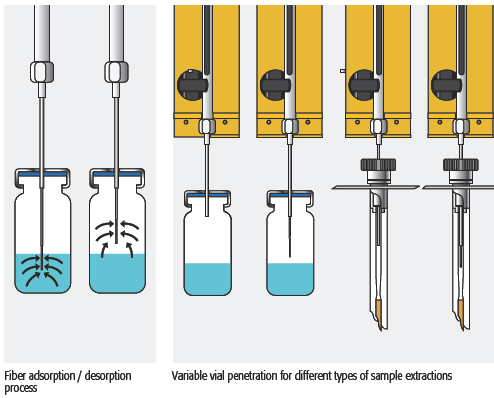 Fiber adsorption / desorption
process
Variable vial penetration for different types of sample extractions